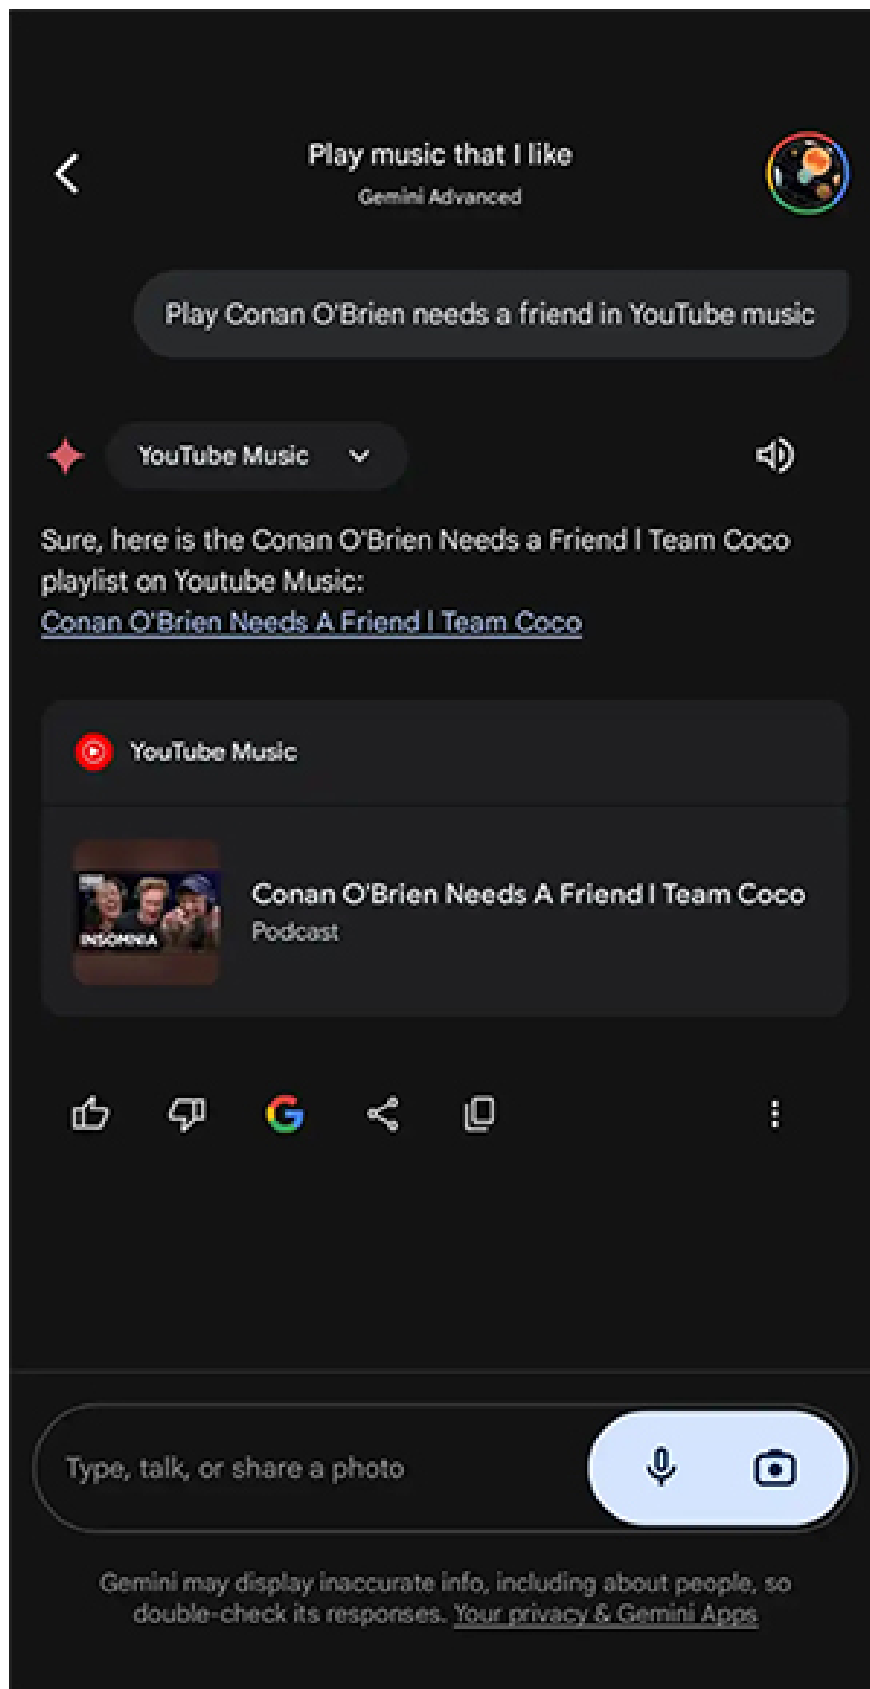 Play music that I like
Gemini Advanced
Play Conan O'Brien needs a friend in YouTube music
YouTube Music
Sure, here is the Conan O'Brien Needs a Friend | Team Coco
playlist on Youtube Music:
Conan O'Brien Needs A Friend | Team Coco
YouTube Music
INSOMNIA
Conan O'Brien Needs A Friend | Team Coco
Podcast
Type, talk, or share a photo
Gemini may display inaccurate info, including about people, so
double-check its responses. Your privacy & Gemini Apps